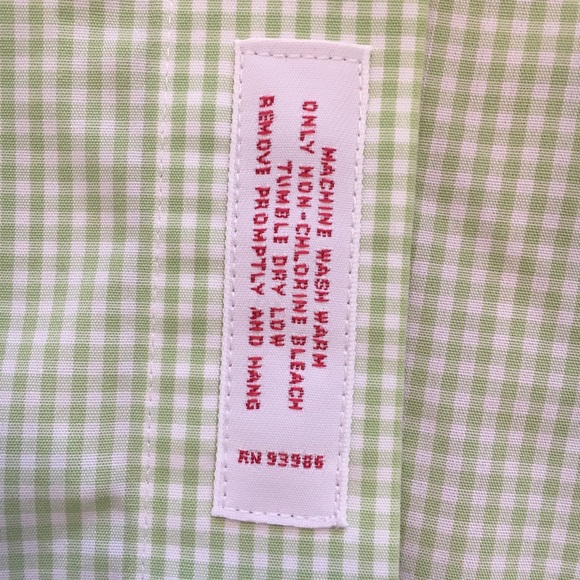 MACHINE WASH WARM
ONLY NON-CHLORINE BLEACH
TUMBLE DRY LOW
REMOVE PROMPTLY AND HANG
RN 93986